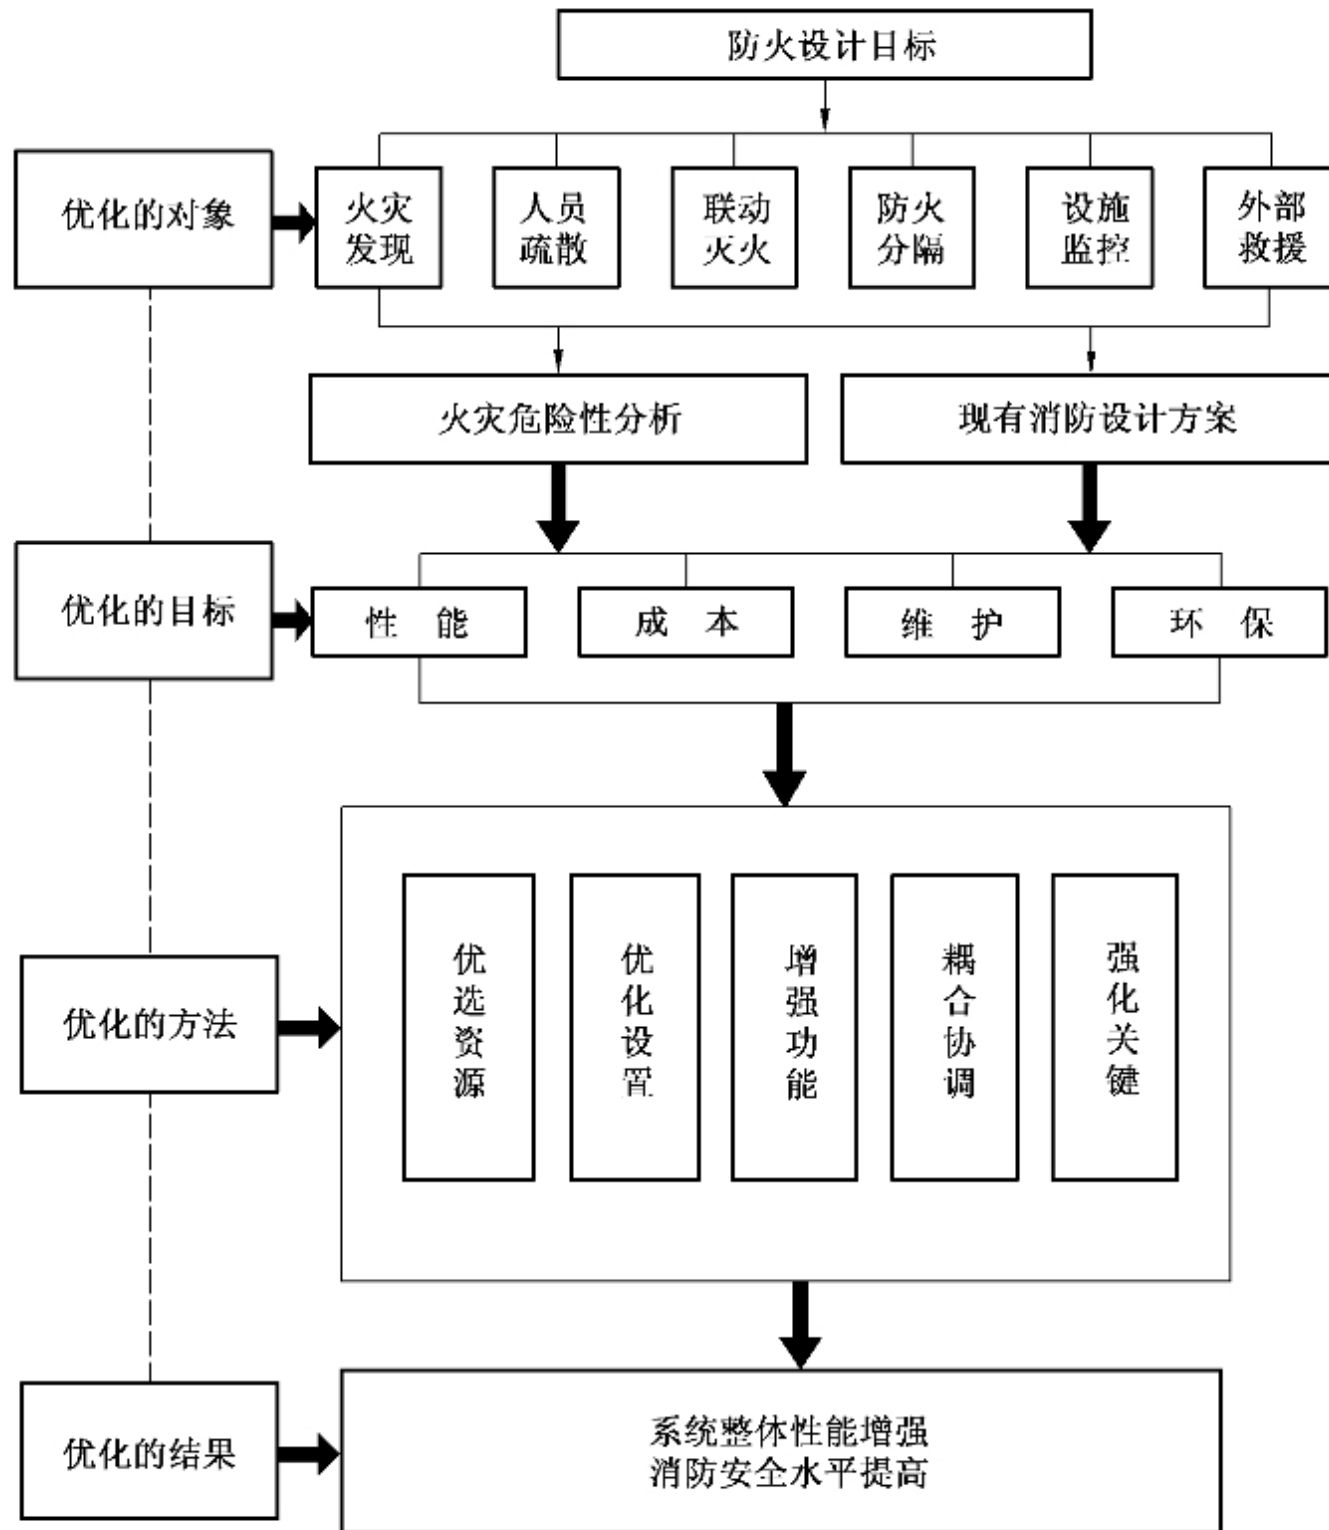 防火设计目标
优化的对象
火灾
发现
人员
疏散
联动
灭火
防火
分隔
设施
监控
外部
救援
火灾危险性分析
现有消防设计方案
优化的目标
性 能
成 本
维 护
环 保
优化的方法
优
选
资
源
优
化
设
置
增
强
功
能
耦
合
协
调
强
化
关
键
优化的结果
系统整体性能增强
消防安全水平提高